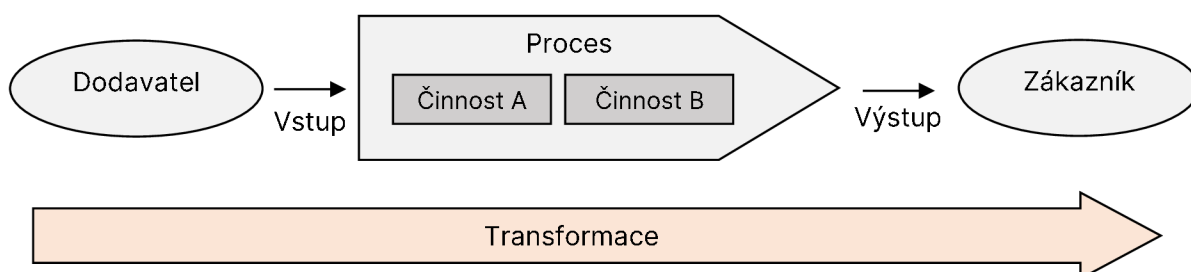 Proces
Dodavatel
Vstup
Činnost A
Činnost B
Výstup
Zákazník
Transformace